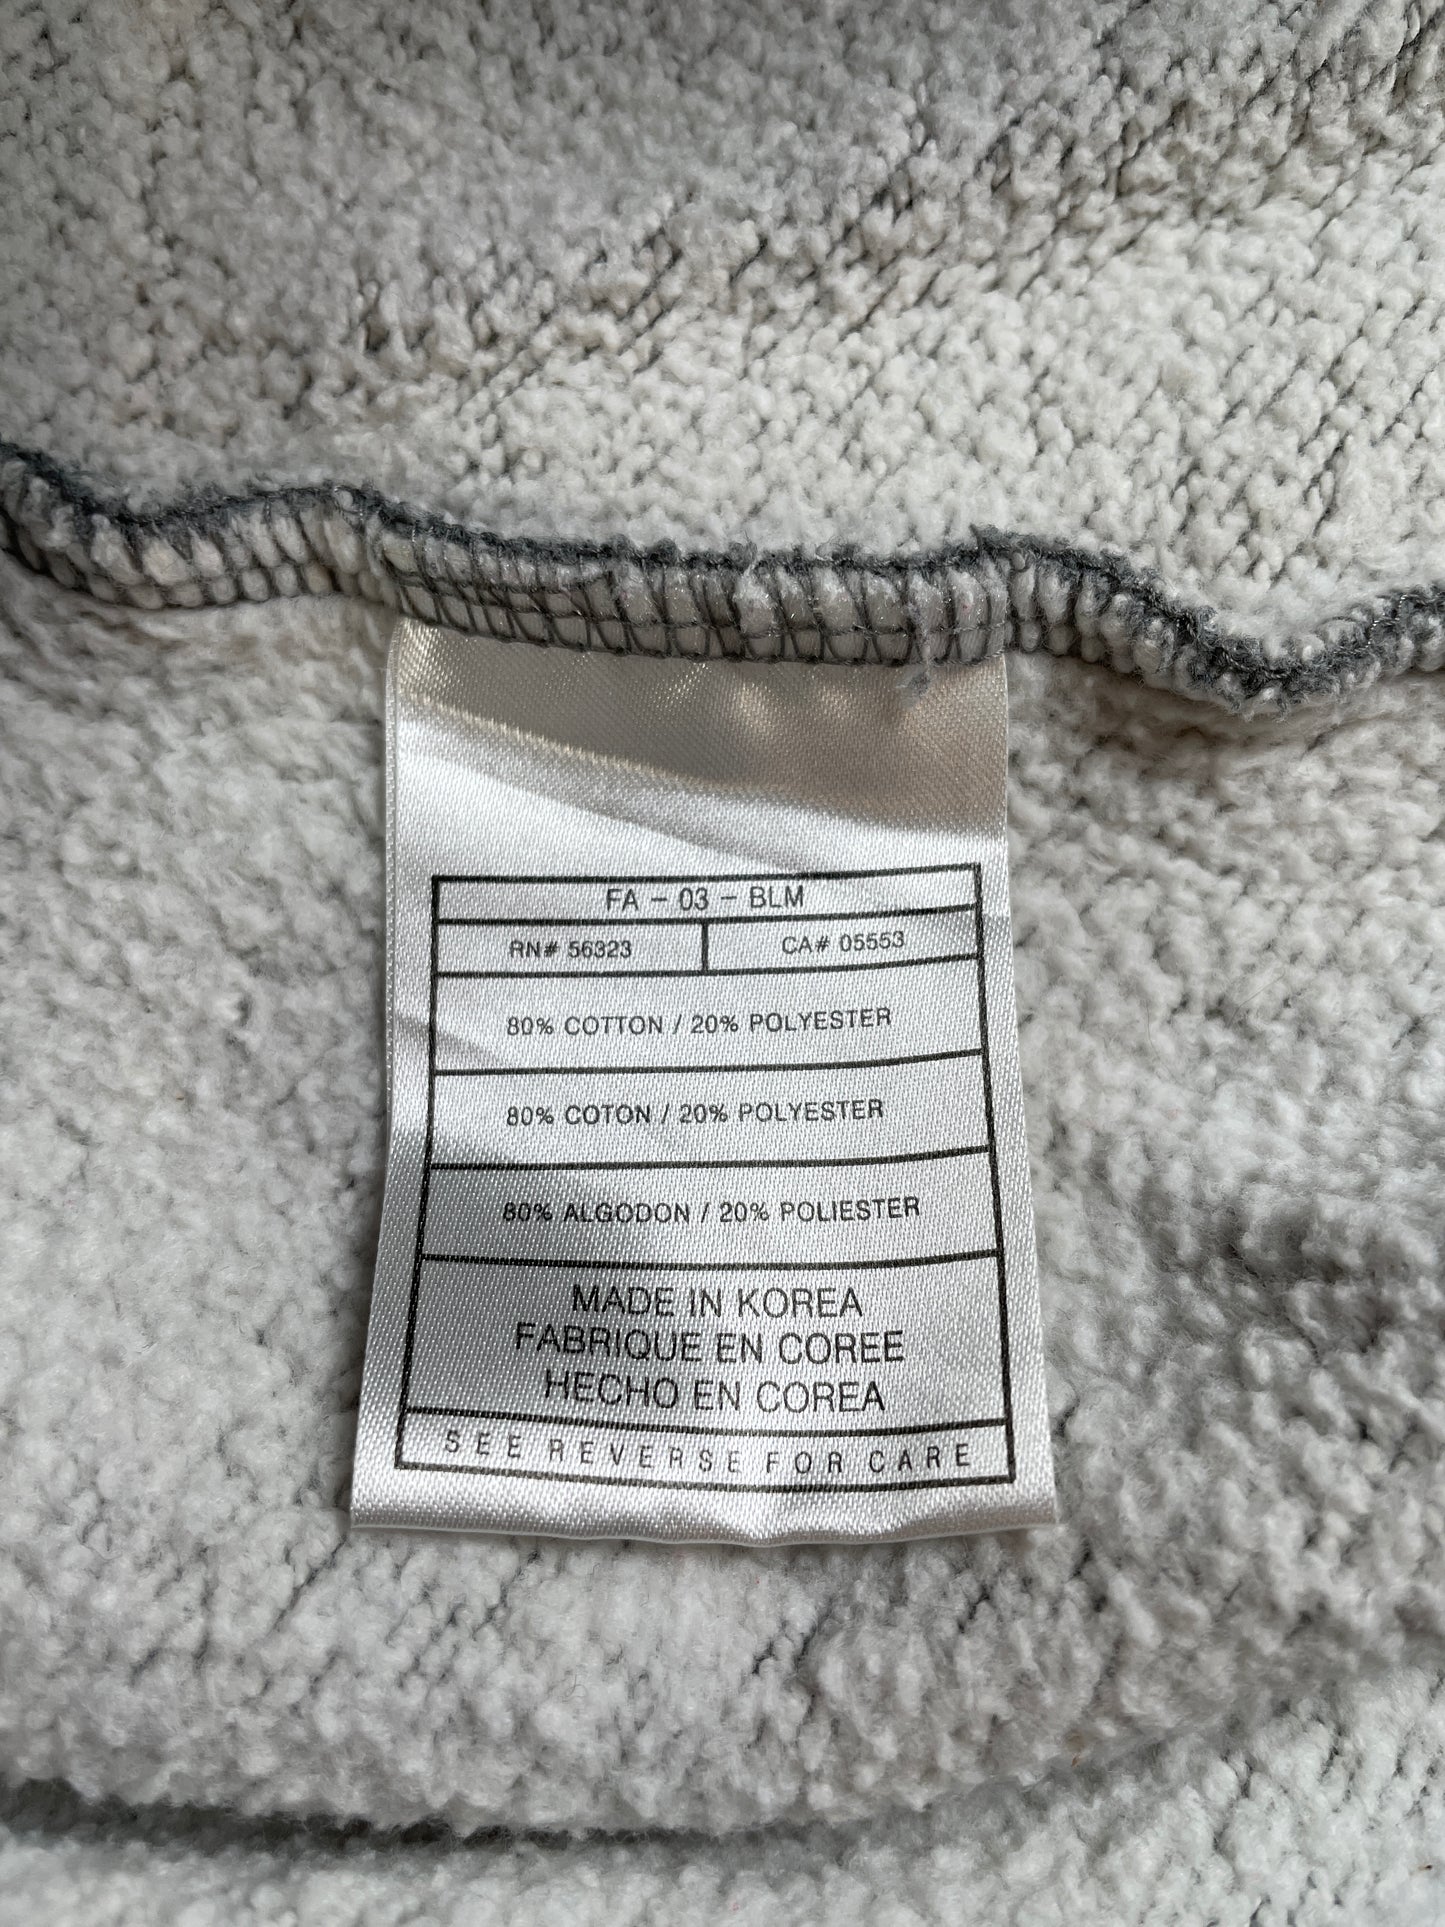 FA - 03 - BLM
RN# 56323 CA# 05553
80% COTTON / 20% POLYESTER
80% COTON / 20% POLYESTER
80% ALGODON / 20% POLIESTER
MADE IN KOREA
FABRIQUE EN COREE
HECHO EN COREA
SEE REVERSE FOR CARE